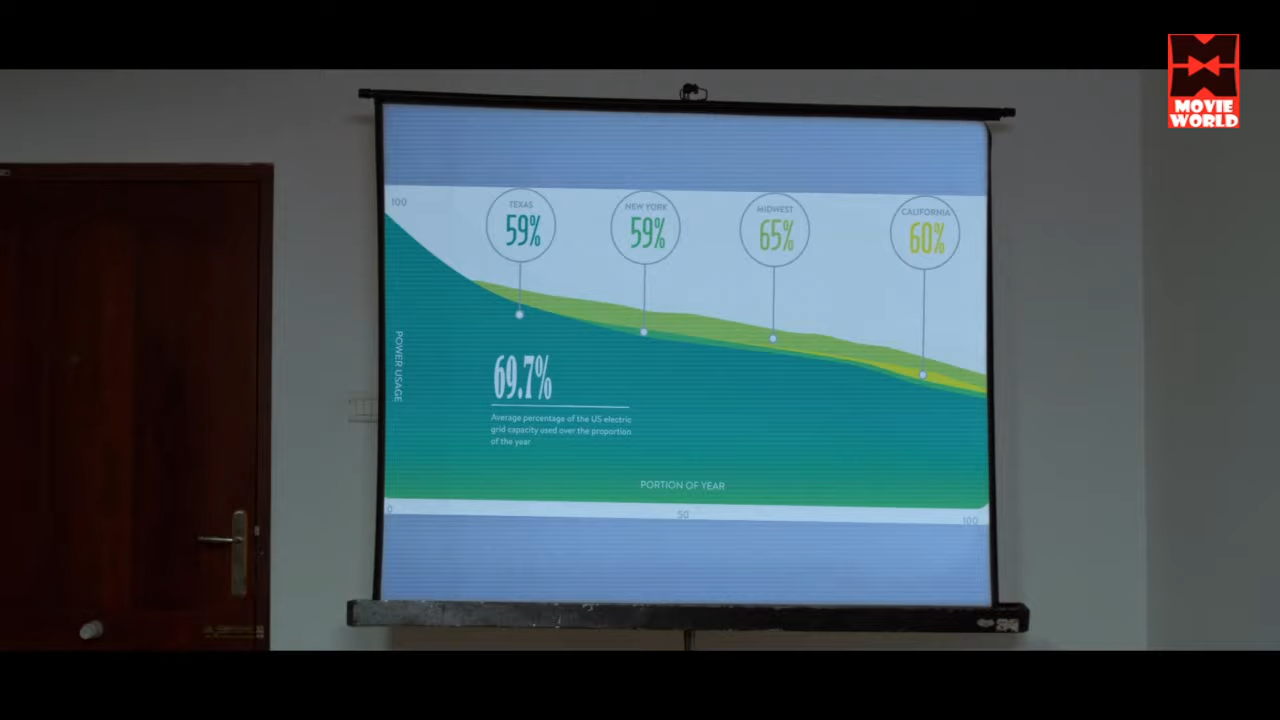 MOVIE
WORLD
100
TEXAS
59%
NEW YORK
59%
MIDWEST
65%
CALIFORNIA
60%
POWER USAGE
69.7%
Average percentage of the US electric
grid capacity used over the proportion
of the year
PORTION OF YEAR
0
50
100